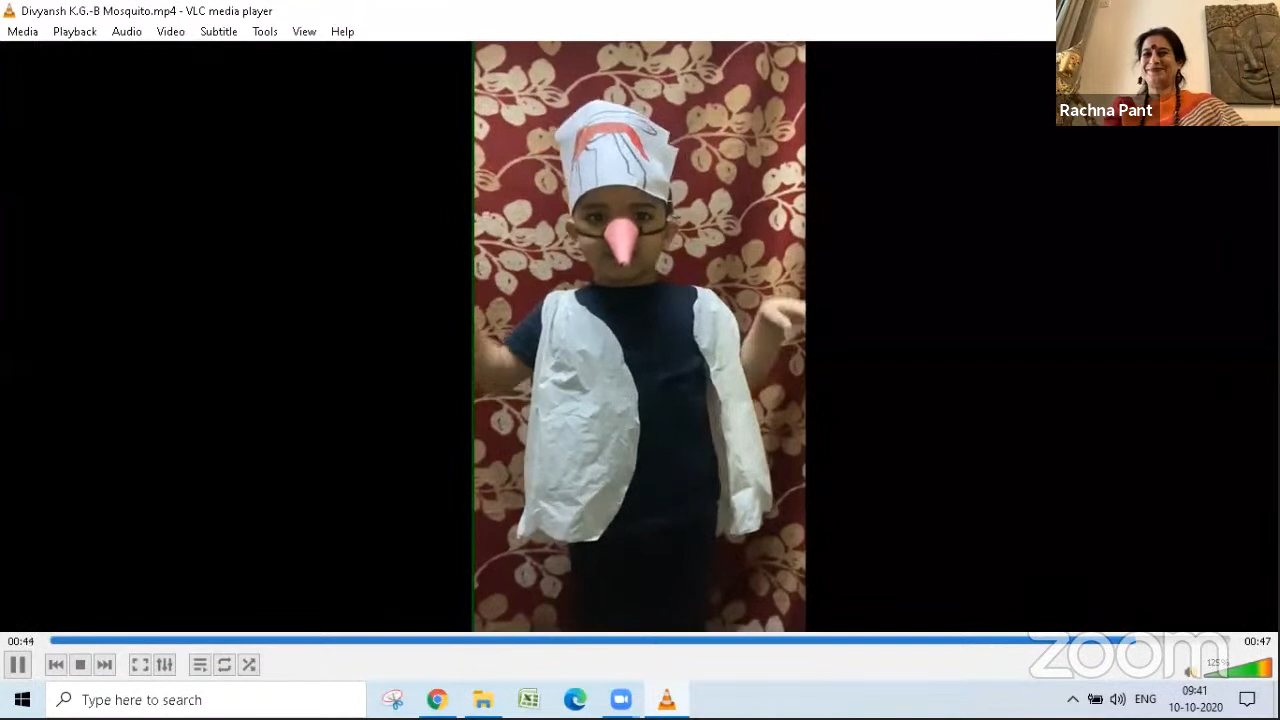 Divyansh K.G.-B Mosquito.mp4 - VLC media player
Media Playback Audio Video Subtitle Tools View Help
Rachna Pant
00:44
00:47
zoom
125%
Type here to search
ENG
09:41
10-10-2020